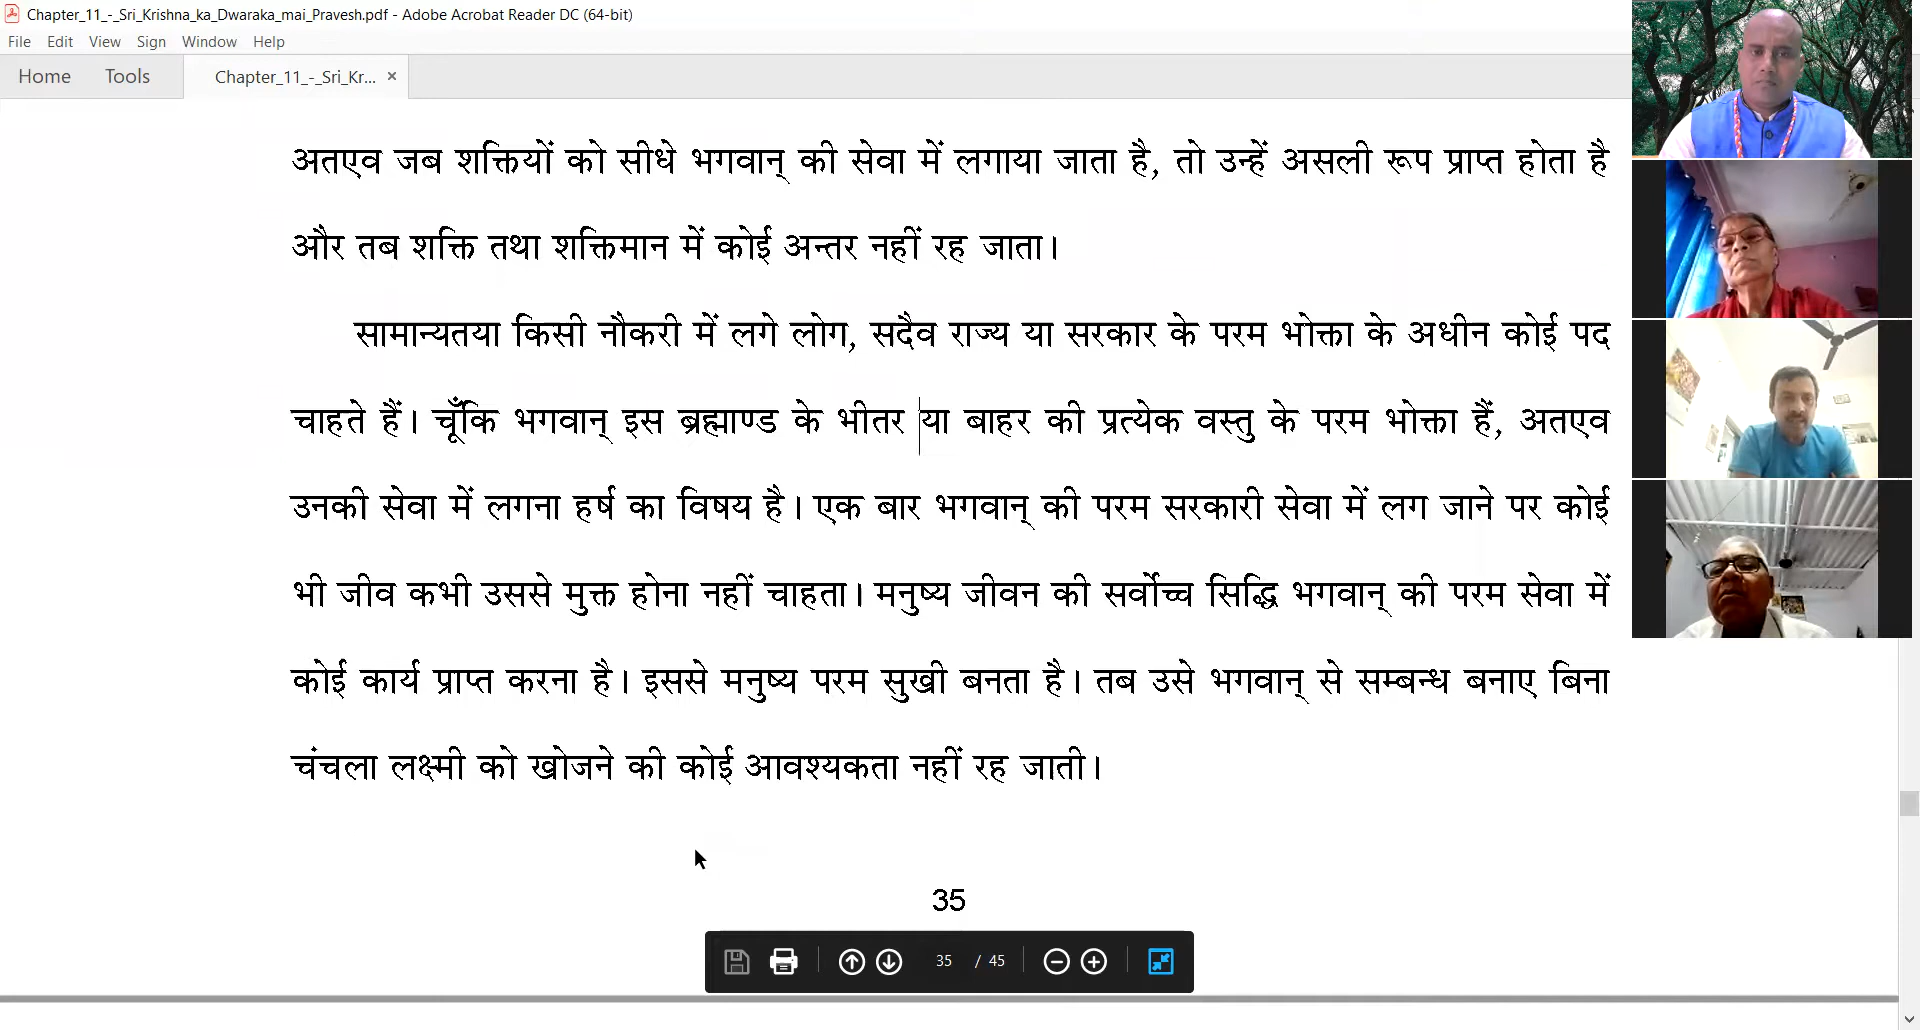 Chapter_11_-_Sri_Krishna_ka_Dwaraka_mai_Pravesh.pdf - Adobe Acrobat Reader DC (64-bit)
File Edit View Sign Window Help
Home Tools Chapter_11_-_Sri_Kr... ×
अतएव जब शक्तियों को सीधे भगवान् की सेवा में लगाया जाता है, तो उन्हें असली रूप प्राप्त होता है
और तब शक्ति तथा शक्तिमान में कोई अन्तर नहीं रह जाता।
सामान्यतया किसी नौकरी में लगे लोग, सदैव राज्य या सरकार के परम भोक्ता के अधीन कोई पद
चाहते हैं। चूँकि भगवान् इस ब्रह्माण्ड के भीतर या बाहर की प्रत्येक वस्तु के परम भोक्ता हैं, अतएव
उनकी सेवा में लगना हर्ष का विषय है। एक बार भगवान् की परम सरकारी सेवा में लग जाने पर कोई
भी जीव कभी उससे मुक्त होना नहीं चाहता। मनुष्य जीवन की सर्वोच्च सिद्धि भगवान् की परम सेवा में
कोई कार्य प्राप्त करना है। इससे मनुष्य परम सुखी बनता है। तब उसे भगवान् से सम्बन्ध बनाए बिना
चंचला लक्ष्मी को खोजने की कोई आवश्यकता नहीं रह जाती।
35
35 / 45